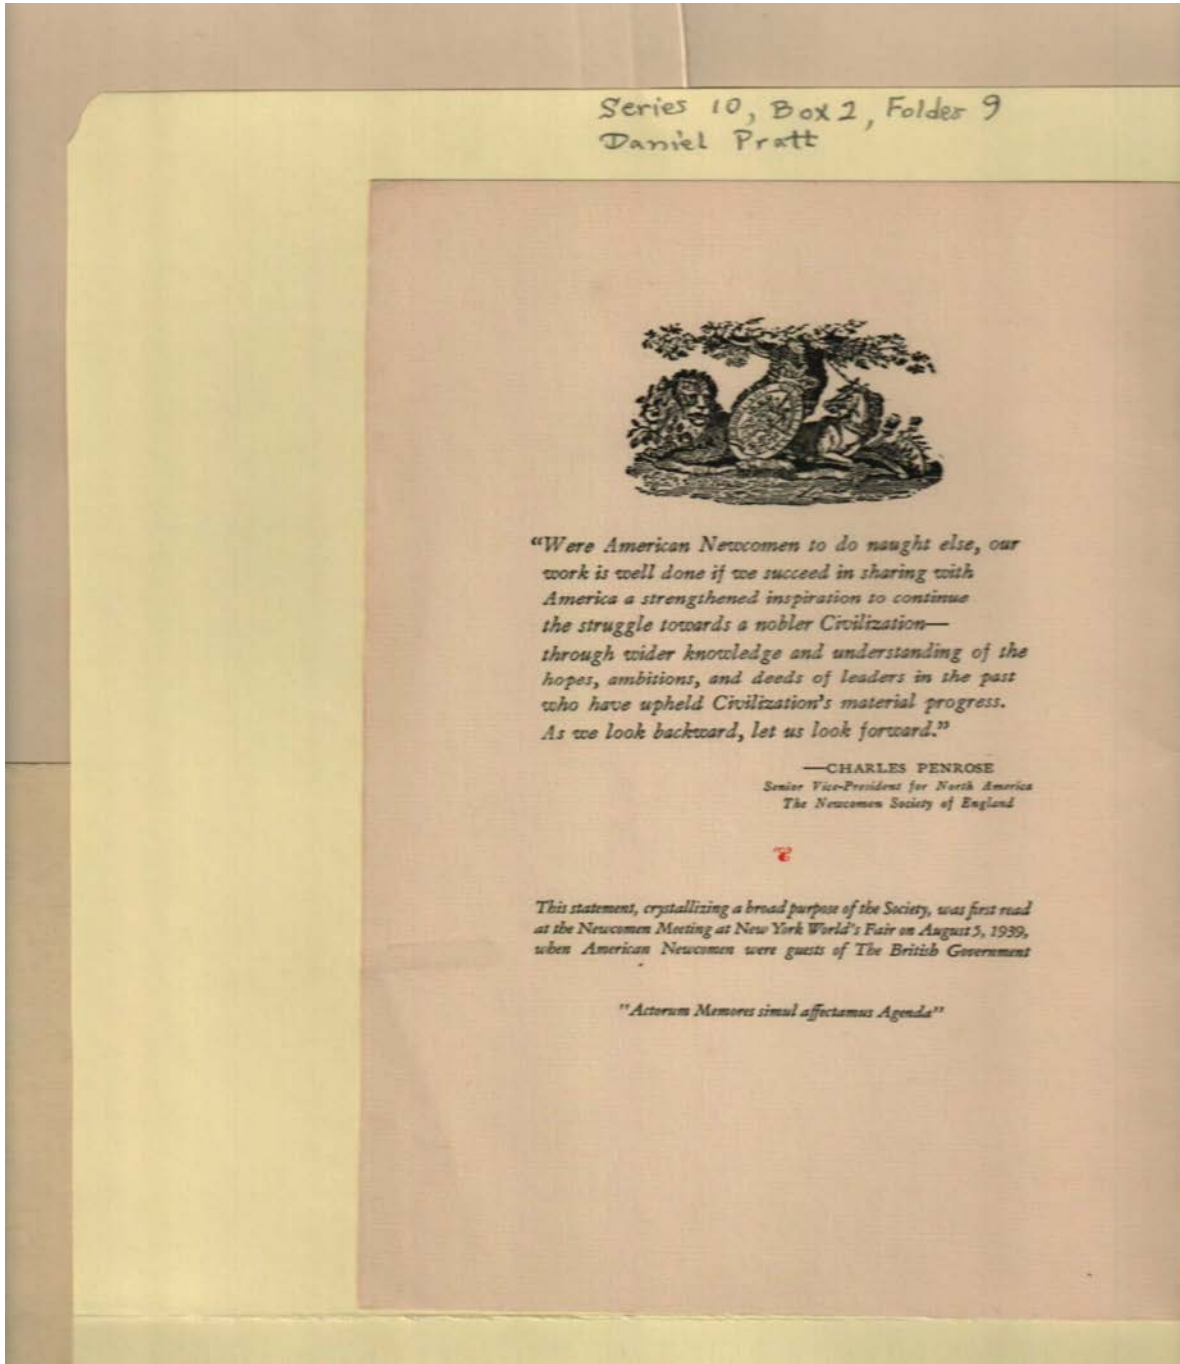 Series 10, Box 2, Folder 9
Daniel Pratt
“Were American Newcomen to do naught else, our
work is well done if we succeed in sharing with
America a strengthened inspiration to continue
the struggle towards a nobler Civilization—
through wider knowledge and understanding of the
hopes, ambitions, and deeds of leaders in the past
who have upheld Civilization’s material progress.
As we look backward, let us look forward.”
—CHARLES PENROSE
Senior Vice-President for North America
The Newcomen Society of England
This statement, crystallizing a broad purpose of the Society, was first read
at the Newcomen Meeting at New York World’s Fair on August 5, 1939,
when American Newcomen were guests of The British Government
"Actorum Memores simul affectamus Agenda"